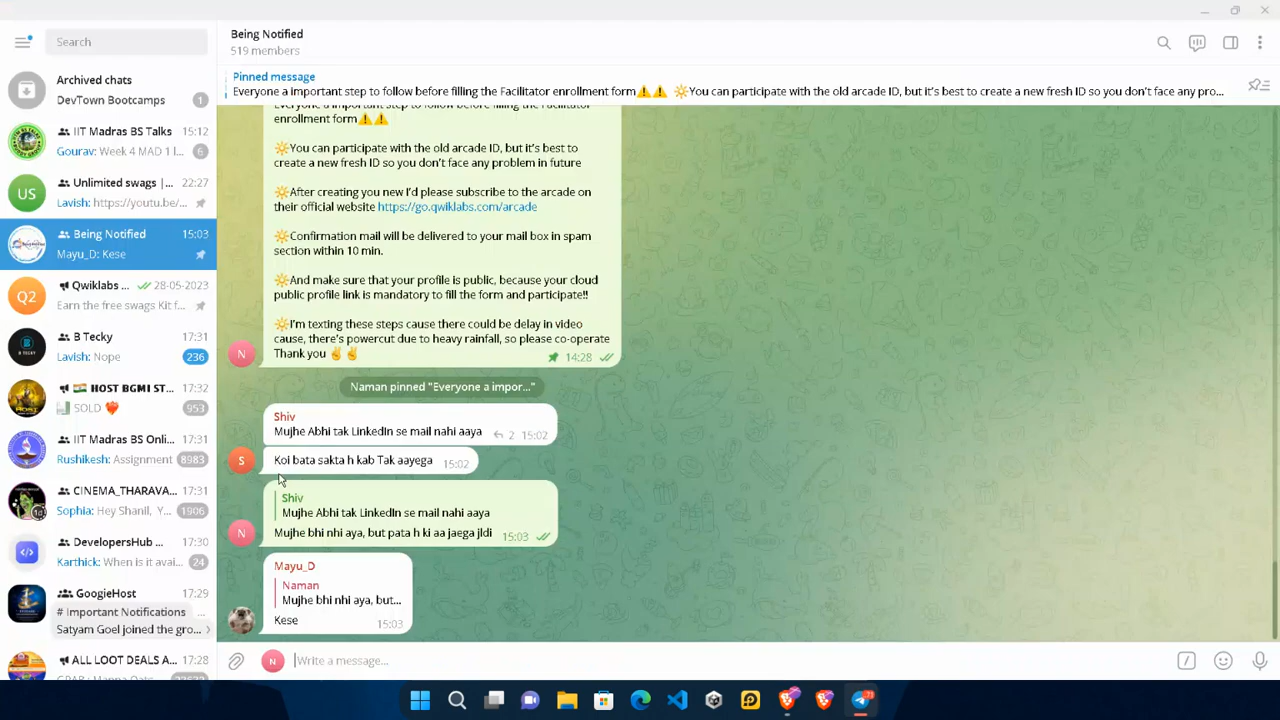 Search
Archived chats
DevTown Bootcamps
1
IIT Madras BS Talks
15:12
Gourav: Week 4 MAD 1 l...
6
US
Unlimited swags |...
22:27
Lavish: https://youtu.be/...
Being Notified
15:03
Mayu_D: Kese
Q2
Qwiklabs ...
28-05-2023
Earn the free swags Kit f...
B Tecky
17:31
Lavish: Nope
236
HOST BGMI ST...
17:32
SOLD ❤️
953
IIT Madras BS Onli...
17:31
Rushikesh: Assignment
8983
CINEMA_THARAVA...
17:31
Sophia: Hey Shanil, Y...
1906
DevelopersHub ...
17:30
Karthick: When is it avai...
24
GoogieHost
17:29
# Important Notifications
Satyam Goel joined the gro...
ALL LOOT DEALS A...
17:28
Being Notified
519 members
Pinned message
Everyone a important step to follow before filling the Facilitator enrollment form⚠️⚠️ 🔆You can participate with the old arcade ID, but it's best to create a new fresh ID so you don't face any pro...
Everyone a important step to follow before filling the Facilitator
enrollment form⚠️⚠️
🔆You can participate with the old arcade ID, but it's best to
create a new fresh ID so you don't face any problem in future
🔆After creating you new I'd please subscribe to the arcade on
their official website https://go.qwiklabs.com/arcade
🔆Confirmation mail will be delivered to your mail box in spam
section within 10 min.
🔆And make sure that your profile is public, because your cloud
public profile link is mandatory to fill the form and participate!!
🔆I'm texting these steps cause there could be delay in video
cause, there's powercut due to heavy rainfall, so please co-operate
Thank you ✌️ ✌️
14:28
N
Naman pinned "Everyone a impor..."
Shiv
Mujhe Abhi tak LinkedIn se mail nahi aaya
2 15:02
S
Koi bata sakta h kab Tak aayega
15:02
Shiv
Mujhe Abhi tak LinkedIn se mail nahi aaya
Mujhe bhi nhi aya, but pata h ki aa jaega jldi
15:03
N
Mayu_D
Naman
Mujhe bhi nhi aya, but...
Kese
15:03
N
Write a message...